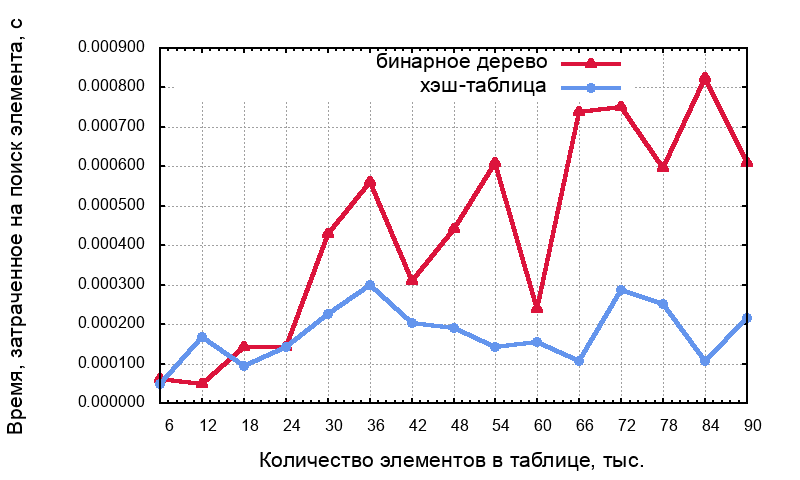 Время, затраченное на поиск элемента, с
0.000900
0.000800
0.000700
0.000600
0.000500
0.000400
0.000300
0.000200
0.000100
0.000000
бинарное дерево
хэш-таблица
6 12 18 24 30 36 42 48 54 60 66 72 78 84 90
Количество элементов в таблице, тыс.